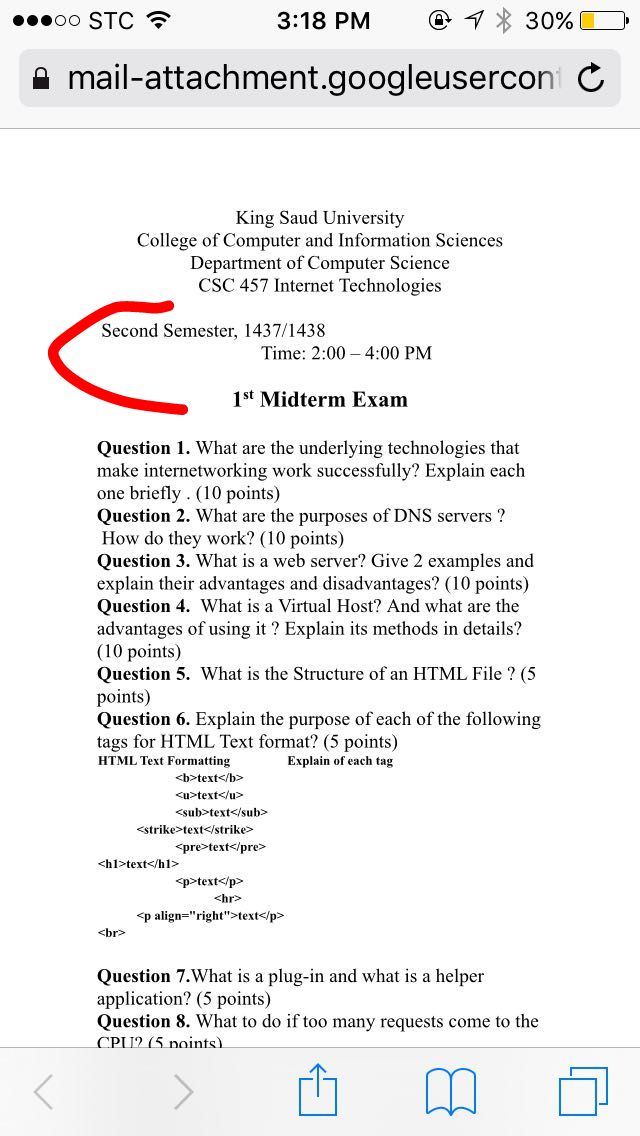 STC 3:18 PM 30%
mail-attachment.googleusercon
King Saud University
College of Computer and Information Sciences
Department of Computer Science
CSC 457 Internet Technologies
Second Semester, 1437/1438
Time: 2:00 – 4:00 PM
1st Midterm Exam
Question 1. What are the underlying technologies that
make internetworking work successfully? Explain each
one briefly . (10 points)
Question 2. What are the purposes of DNS servers ?
How do they work? (10 points)
Question 3. What is a web server? Give 2 examples and
explain their advantages and disadvantages? (10 points)
Question 4. What is a Virtual Host? And what are the
advantages of using it ? Explain its methods in details?
(10 points)
Question 5. What is the Structure of an HTML File ? (5
points)
Question 6. Explain the purpose of each of the following
tags for HTML Text format? (5 points)
HTML Text Formatting Explain of each tag
<b>text</b>
<u>text</u>
<sub>text</sub>
<strike>text</strike>
<pre>text</pre>
<h1>text</h1>
<p>text</p>
<hr>
<p align="right">text</p>
<br>
Question 7.What is a plug-in and what is a helper
application? (5 points)
Question 8. What to do if too many requests come to the
CPU? (5 points)